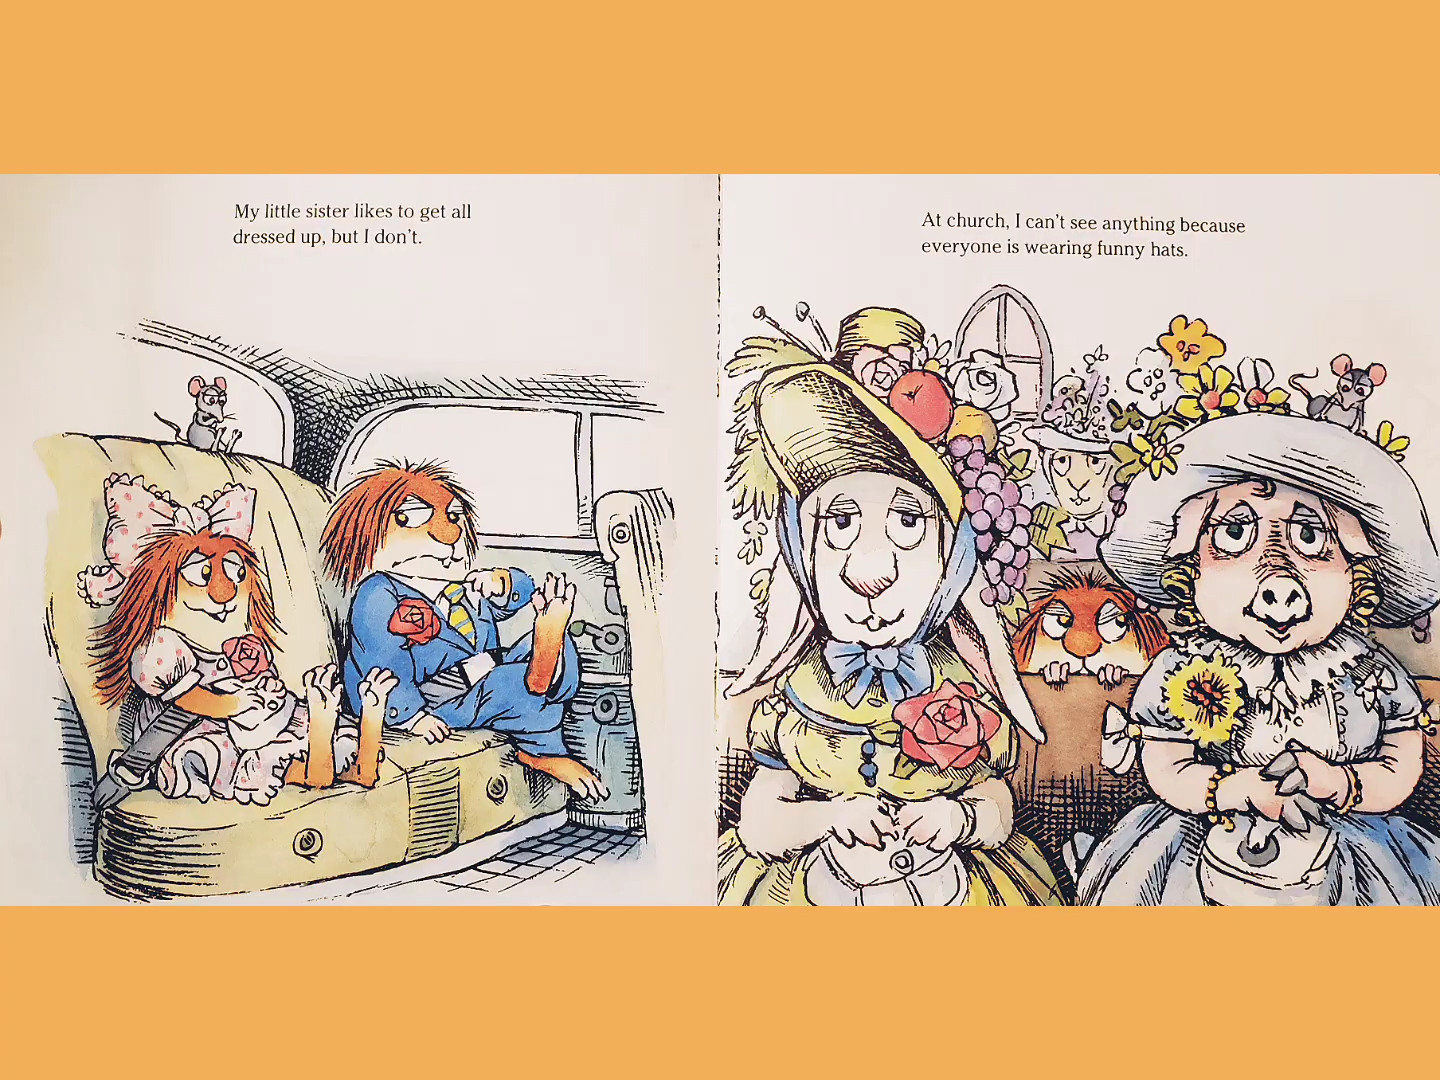 My little sister likes to get all
dressed up, but I don't.
At church, I can't see anything because
everyone is wearing funny hats.